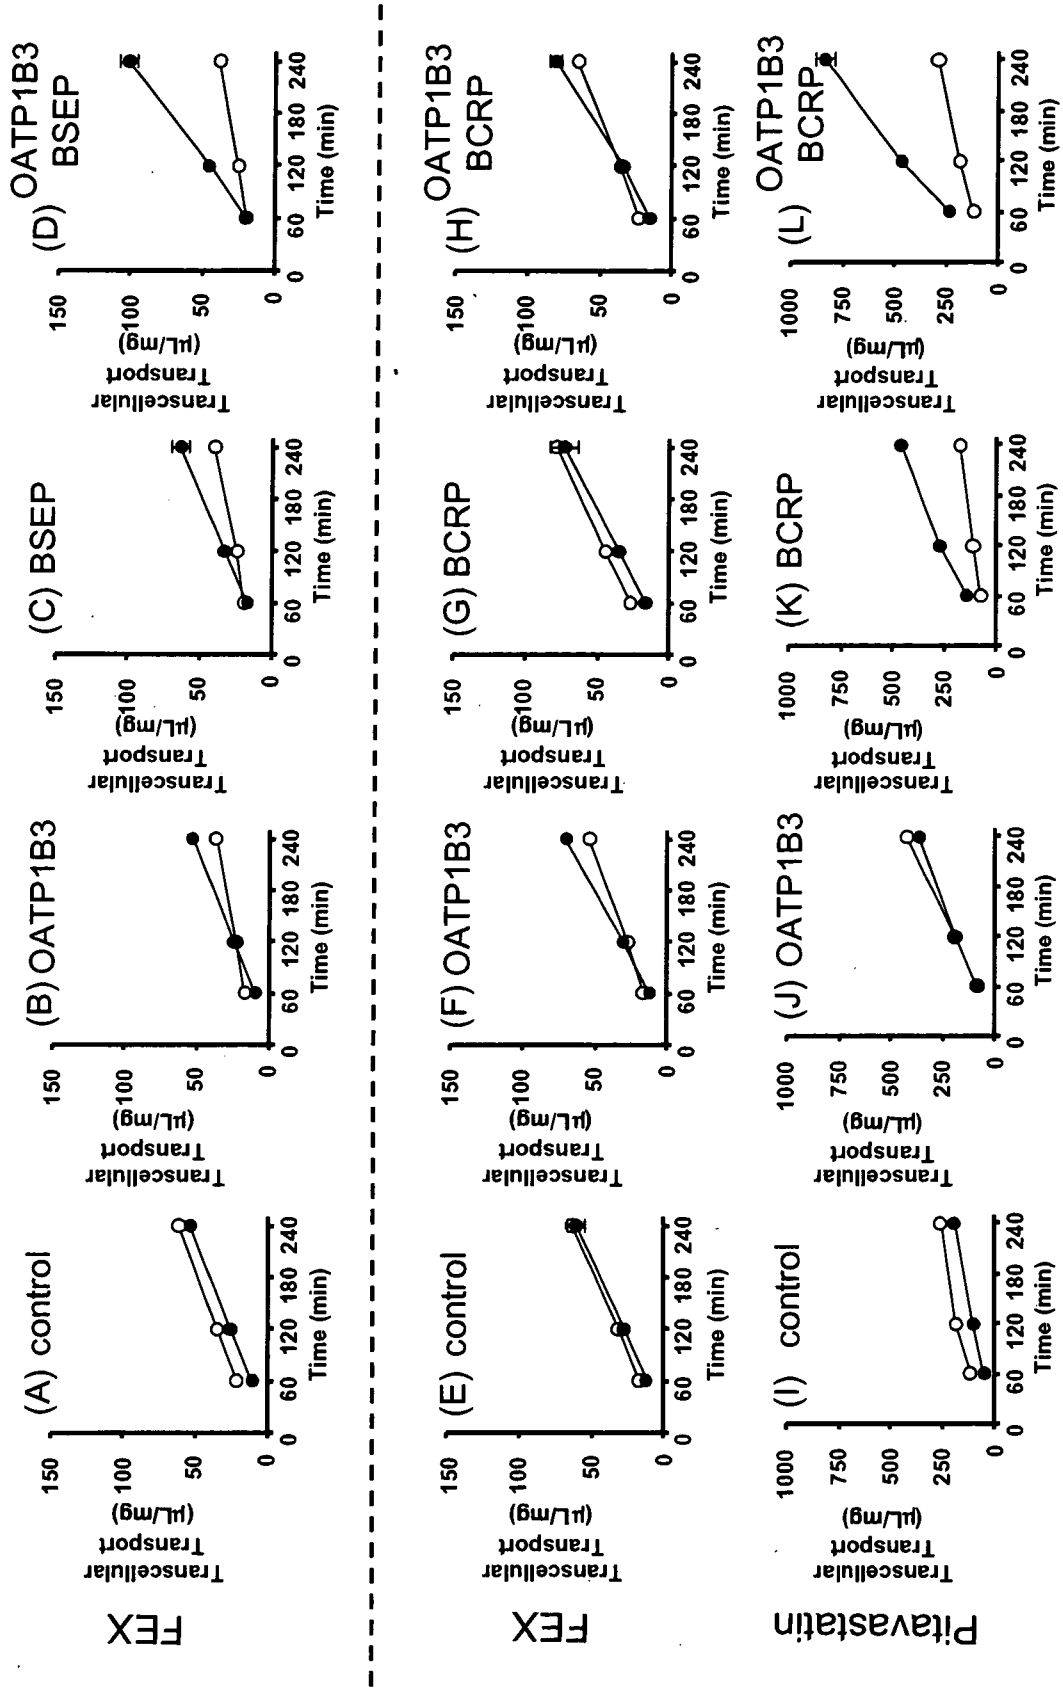 FEX
(A) control
Transcellular
Transport
(µL/mg)
150
100
50
0
0 60 120 180 240
Time (min)
(B) OATP1B3
Transcellular
Transport
(µL/mg)
150
100
50
0
0 60 120 180 240
Time (min)
(C) BSEP
Transcellular
Transport
(µL/mg)
150
100
50
0
0 60 120 180 240
Time (min)
(D) OATP1B3
BSEP
Transcellular
Transport
(µL/mg)
150
100
50
0
0 60 120 180 240
Time (min)
FEX
(E) control
Transcellular
Transport
(µL/mg)
150
100
50
0
0 60 120 180 240
Time (min)
(F) OATP1B3
Transcellular
Transport
(µL/mg)
150
100
50
0
0 60 120 180 240
Time (min)
(G) BCRP
Transcellular
Transport
(µL/mg)
150
100
50
0
0 60 120 180 240
Time (min)
(H) OATP1B3
BCRP
Transcellular
Transport
(µL/mg)
150
100
50
0
0 60 120 180 240
Time (min)
Pitavastatin
(I) control
Transcellular
Transport
(µL/mg)
1000
750
500
250
0
0 60 120 180 240
Time (min)
(J) OATP1B3
Transcellular
Transport
(µL/mg)
1000
750
500
250
0
0 60 120 180 240
Time (min)
(K) BCRP
Transcellular
Transport
(µL/mg)
1000
750
500
250
0
0 60 120 180 240
Time (min)
(L) OATP1B3
BCRP
Transcellular
Transport
(µL/mg)
1000
750
500
250
0
0 60 120 180 240
Time (min)